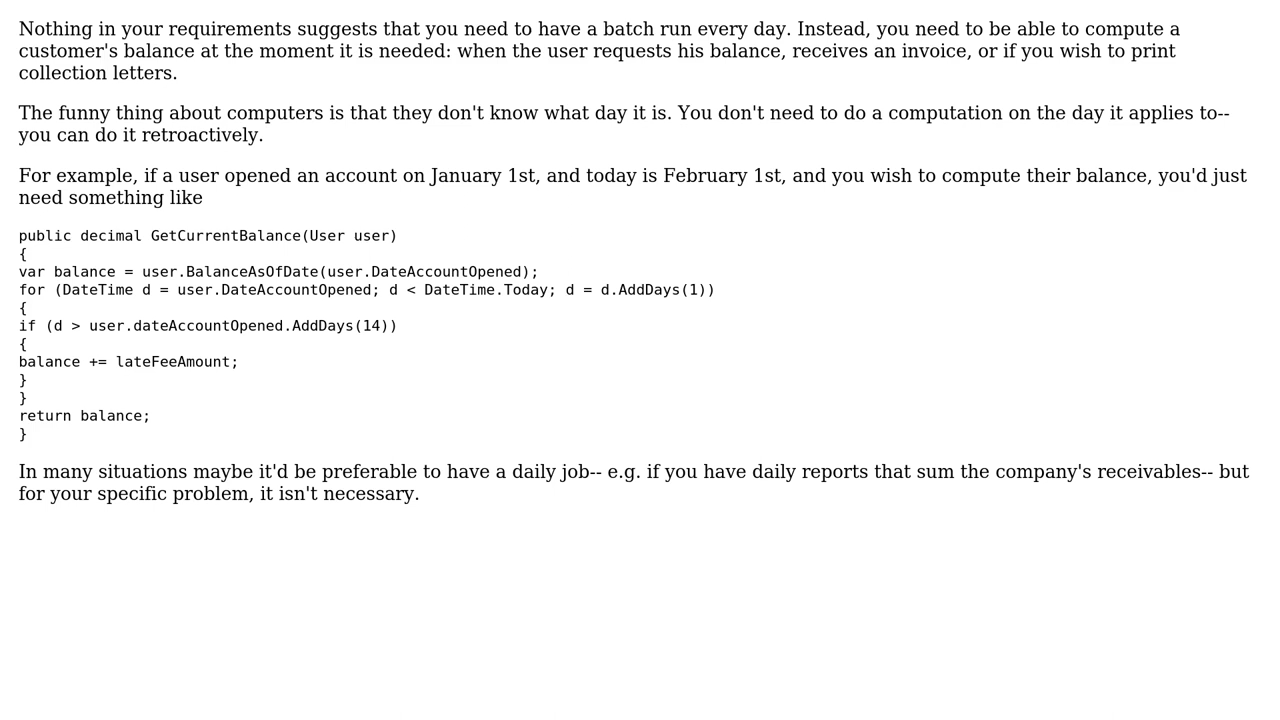 Nothing in your requirements suggests that you need to have a batch run every day. Instead, you need to be able to compute a
customer's balance at the moment it is needed: when the user requests his balance, receives an invoice, or if you wish to print
collection letters.
The funny thing about computers is that they don't know what day it is. You don't need to do a computation on the day it applies to--
you can do it retroactively.
For example, if a user opened an account on January 1st, and today is February 1st, and you wish to compute their balance, you'd just
need something like
public decimal GetCurrentBalance(User user)
{
var balance = user.BalanceAsOfDate(user.DateAccountOpened);
for (DateTime d = user.DateAccountOpened; d < DateTime.Today; d = d.AddDays(1))
{
if (d > user.dateAccountOpened.AddDays(14))
{
balance += lateFeeAmount;
}
}
return balance;
}
In many situations maybe it'd be preferable to have a daily job-- e.g. if you have daily reports that sum the company's receivables-- but
for your specific problem, it isn't necessary.